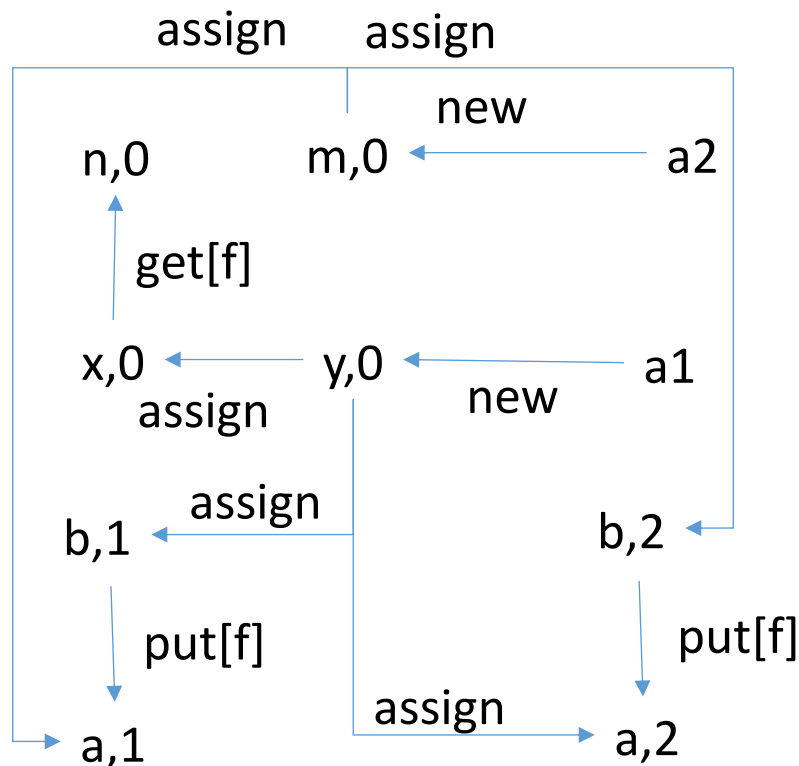 assign assign
new
n,0 m,0 a2
get[f]
x,0 y,0 a1
assign new
assign
b,1 b,2
put[f] put[f]
assign
a,1 a,2